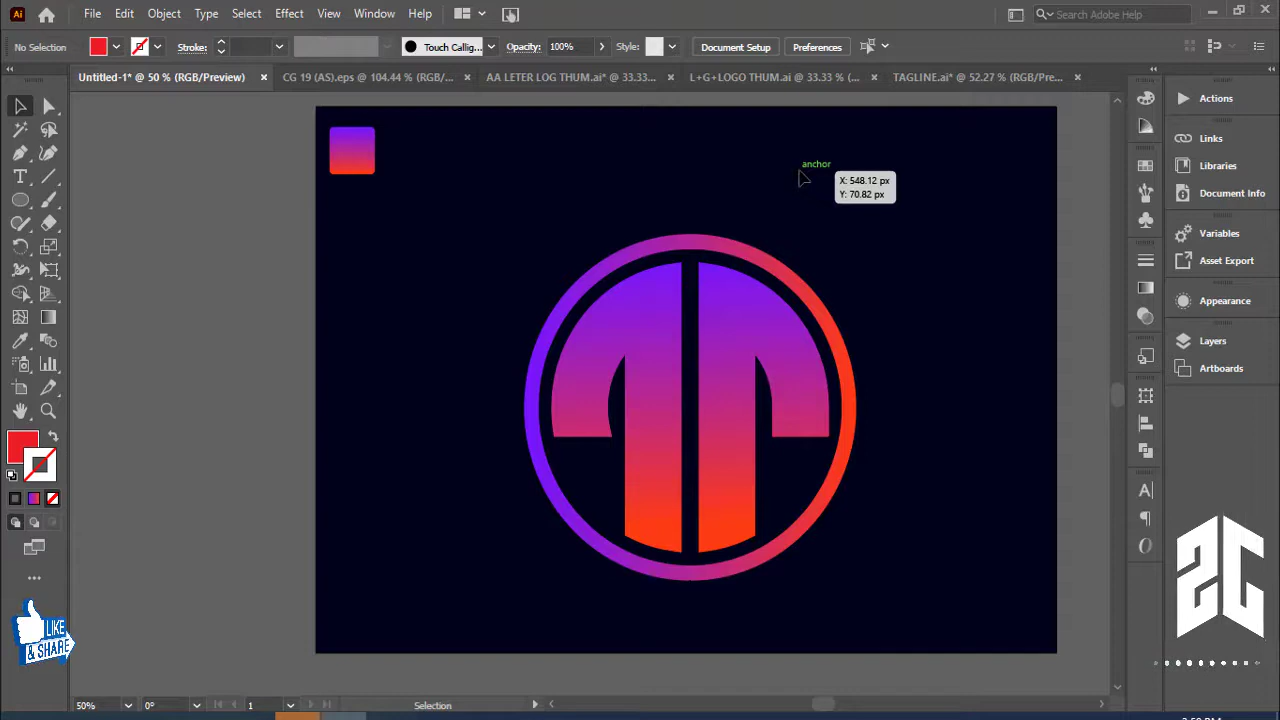 Ai File Edit Object Type Select Effect View Window Help Search Adobe Help
No Selection Stroke: Touch Callig... Opacity: 100% Style: Document Setup Preferences
Untitled-1* @ 50 % (RGB/Preview) CG 19 (AS).eps @ 104.44 % (RGB/... AA LETER LOG THUM.ai* @ 33.33... L+G+LOGO THUM.ai @ 33.33 % (... TAGLINE.ai* @ 52.27 % (RGB/Pre...
Actions
Links
Libraries
Document Info
Variables
Asset Export
Appearance
Layers
Artboards
anchor
X: 548.12 px
Y: 70.82 px
LIKE
& SHARE
50% 0° 1 Selection